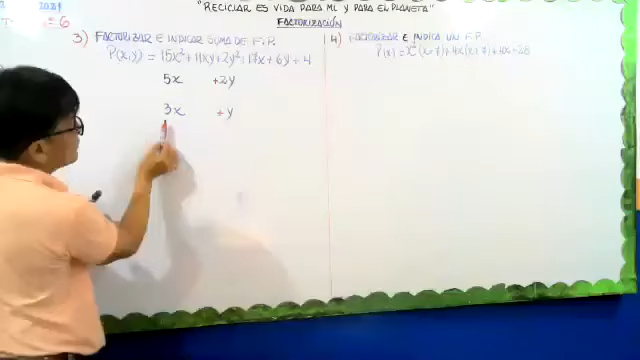 "RECICLAR ES VIDA PARA MI Y PARA EL PLANETA"
FACTORIZACIÓN
3) FACTORIZAR E INDICAR SUMA DE F.P.
P(x,y) = 15x² + 11xy + 2y² + 17x + 6y + 4
5x +2y
3x +y
4) FACTORIZAR E INDICA UN F.P.